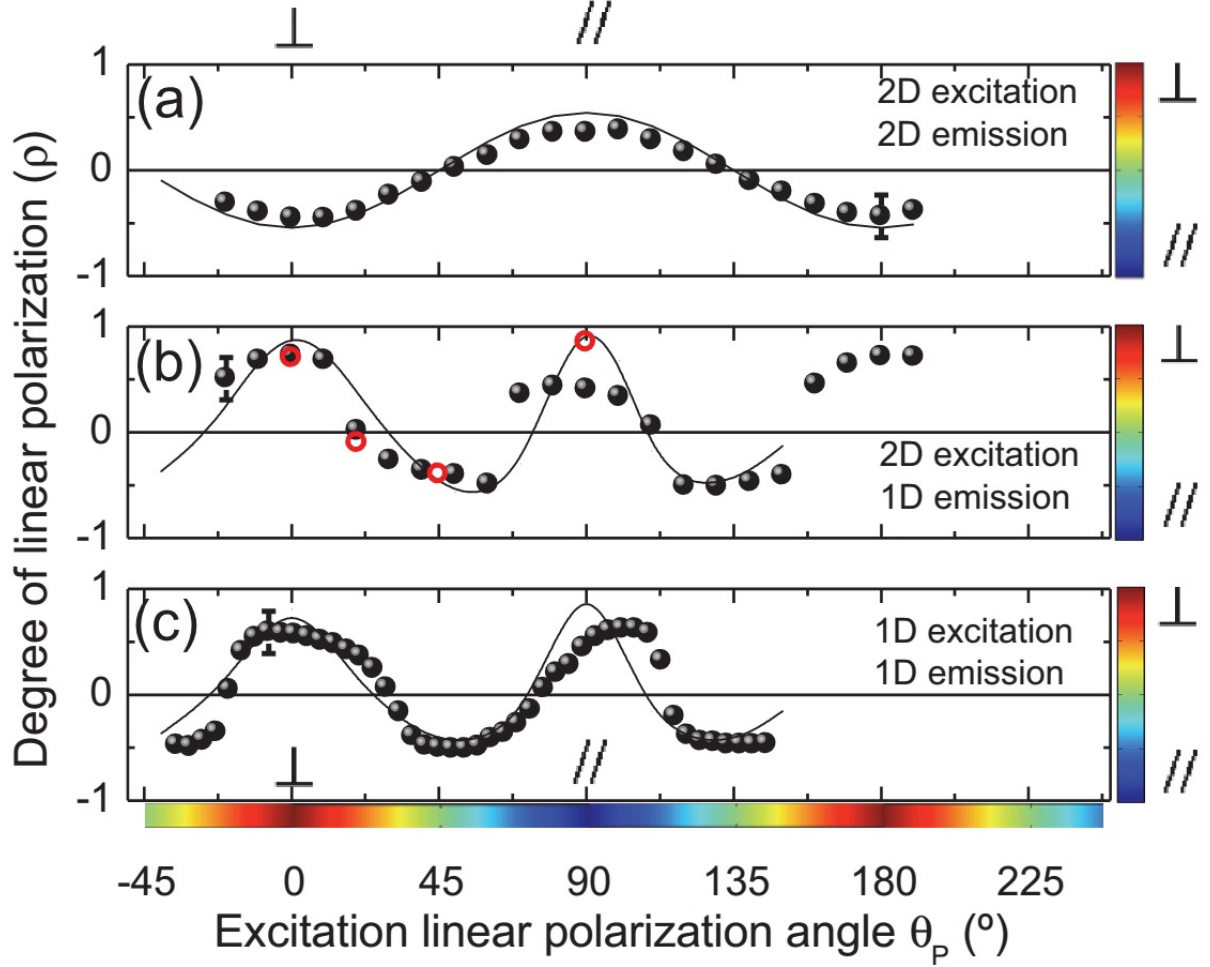 ⊥ //
Degree of linear polarization (ρ)
1
0
-1
(a)
2D excitation
2D emission
⊥
//
1
0
-1
(b)
2D excitation
1D emission
⊥
//
1
0
-1
(c)
1D excitation
1D emission
⊥ //
⊥
//
-45 0 45 90 135 180 225
Excitation linear polarization angle θP (º)